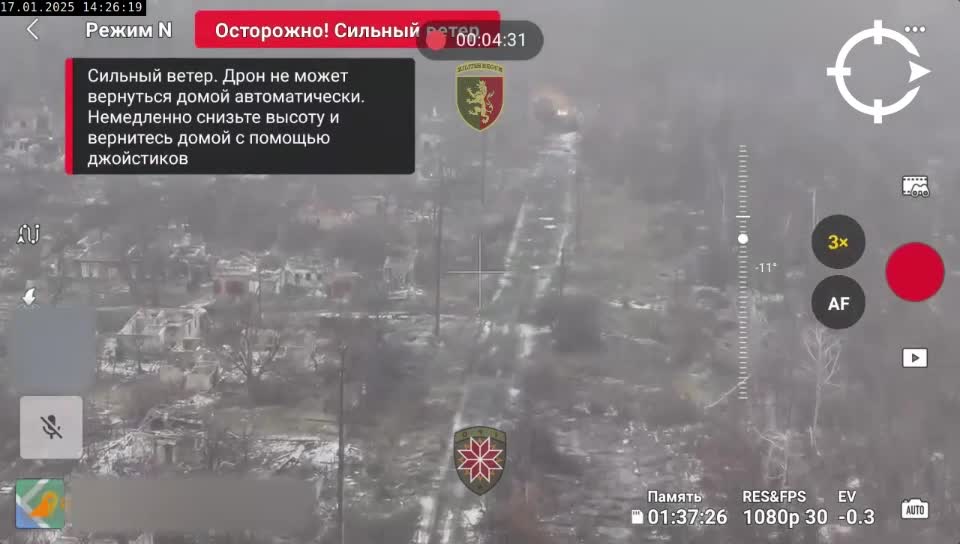 17.01.2025 14:26:19
Режим N
Осторожно! Сильный ветер
00:04:31
Сильный ветер. Дрон не может
вернуться домой автоматически.
Немедленно снизьте высоту и
вернитесь домой с помощью
джойстиков
3×
-11°
AF
Память
RES&FPS
EV
01:37:26
1080p 30
-0.3
AUTO